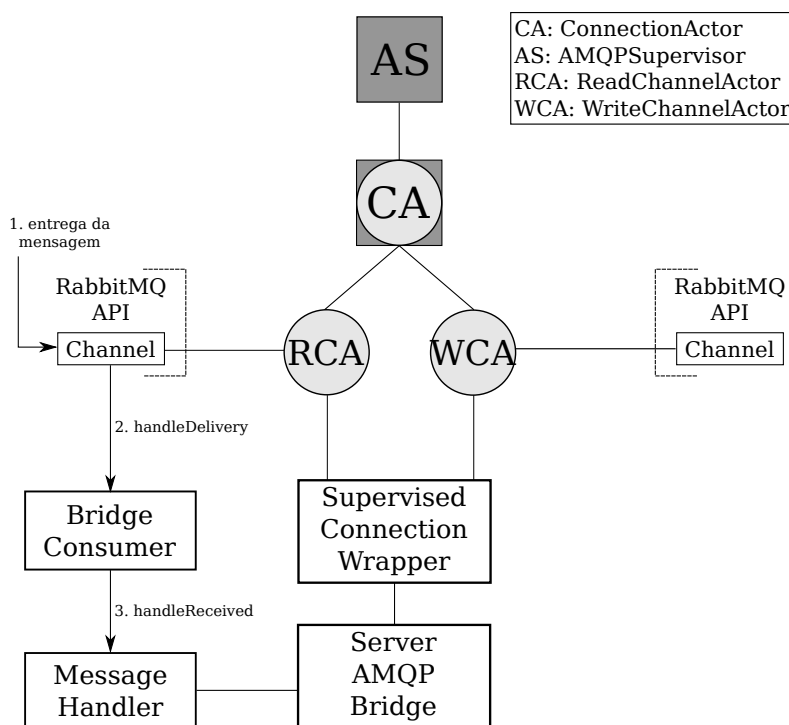 AS
CA: ConnectionActor
AS: AMQPSupervisor
RCA: ReadChannelActor
WCA: WriteChannelActor
CA
1. entrega da
mensagem
RabbitMQ
API
Channel
RCA
WCA
RabbitMQ
API
Channel
2. handleDelivery
Bridge
Consumer
Supervised
Connection
Wrapper
3. handleReceived
Message
Handler
Server
AMQP
Bridge